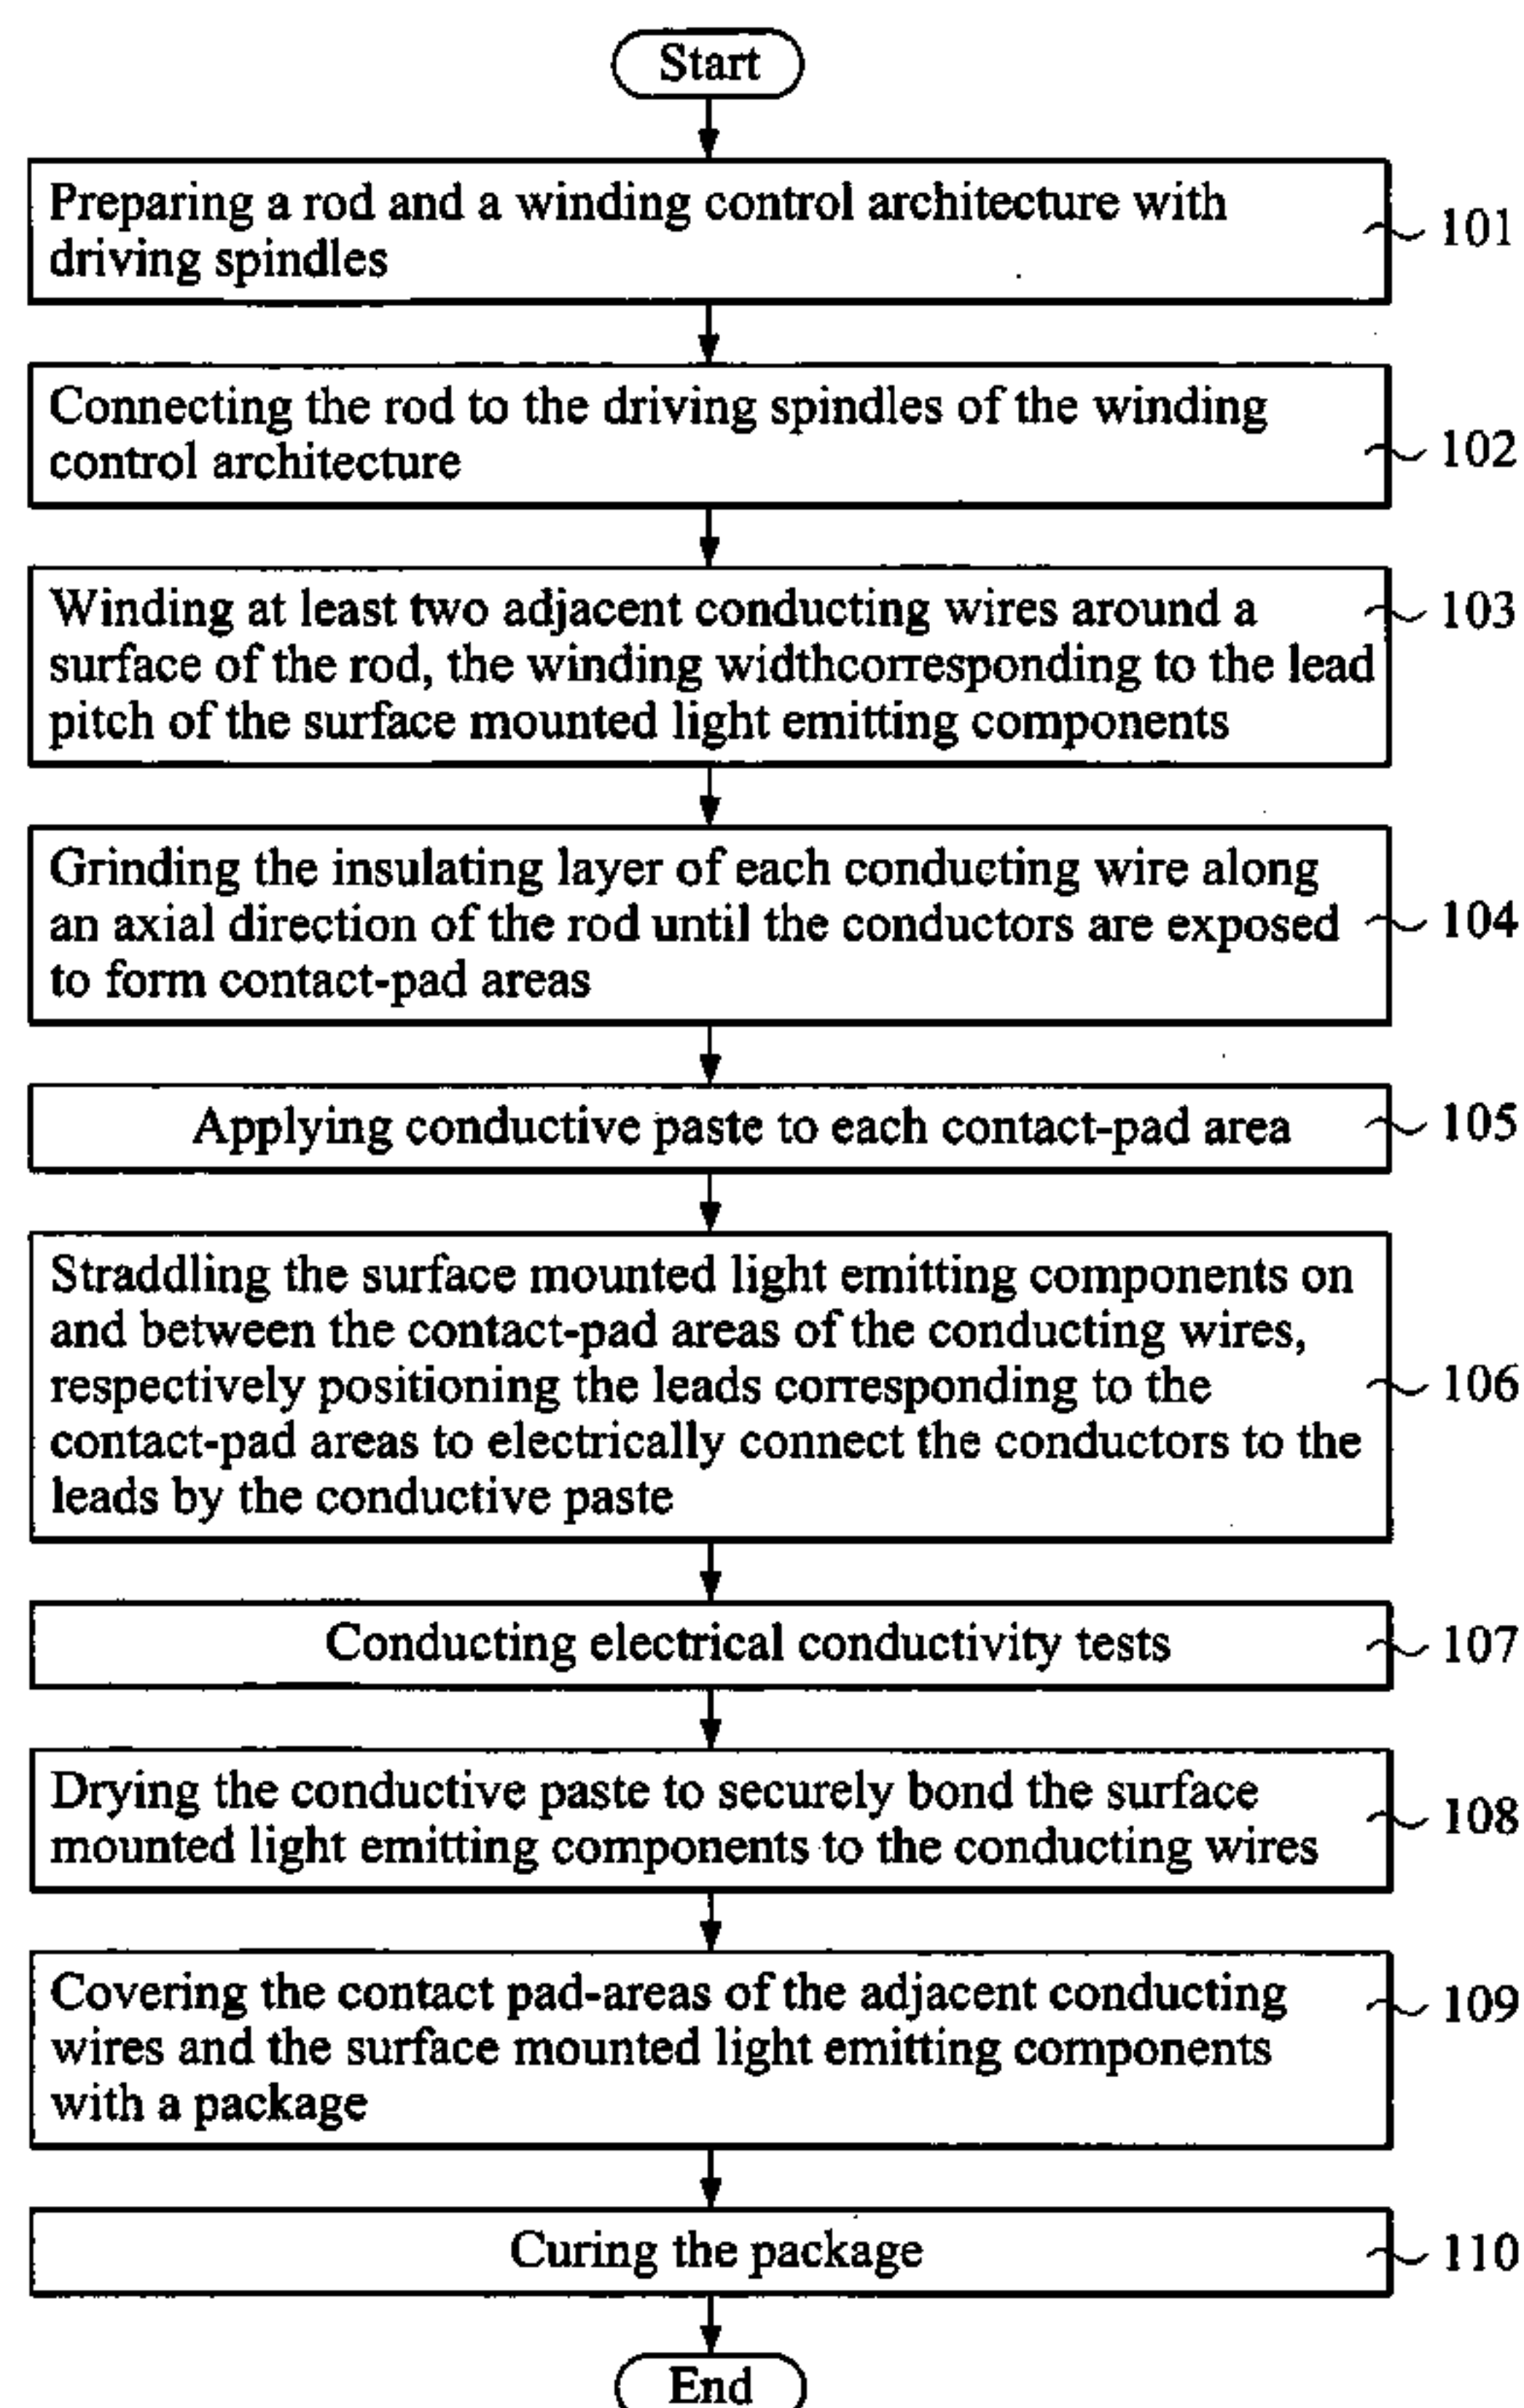 Start
Preparing a rod and a winding control architecture with
driving spindles
101
Connecting the rod to the driving spindles of the winding
control architecture
102
Winding at least two adjacent conducting wires around a
surface of the rod, the winding widthcorresponding to the lead
pitch of the surface mounted light emitting components
103
Grinding the insulating layer of each conducting wire along
an axial direction of the rod until the conductors are exposed
to form contact-pad areas
104
Applying conductive paste to each contact-pad area
105
Straddling the surface mounted light emitting components on
and between the contact-pad areas of the conducting wires,
respectively positioning the leads corresponding to the
contact-pad areas to electrically connect the conductors to the
leads by the conductive paste
106
Conducting electrical conductivity tests
107
Drying the conductive paste to securely bond the surface
mounted light emitting components to the conducting wires
108
Covering the contact pad-areas of the adjacent conducting
wires and the surface mounted light emitting components
with a package
109
Curing the package
110
End